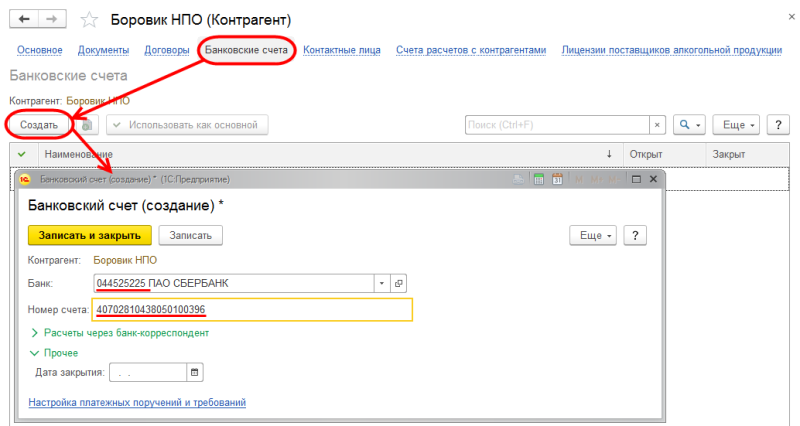 Боровик НПО (Контрагент)
Основное Документы Договоры Банковские счета Контактные лица Счета расчетов с контрагентами Лицензии поставщиков алкогольной продукции
Банковские счета
Контрагент: Боровик НПО
Создать Использовать как основной Поиск (Ctrl+F) × Еще ?
Наименование ↓ Открыт Закрыт
Банковский счет (создание) * (1С:Предприятие) M M+ M-
Банковский счет (создание) *
Записать и закрыть Записать Еще ?
Контрагент: Боровик НПО
Банк: 044525225 ПАО СБЕРБАНК
Номер счета: 40702810438050100396
Расчеты через банк-корреспондент
Прочее
Дата закрытия: . .
Настройка платежных поручений и требований